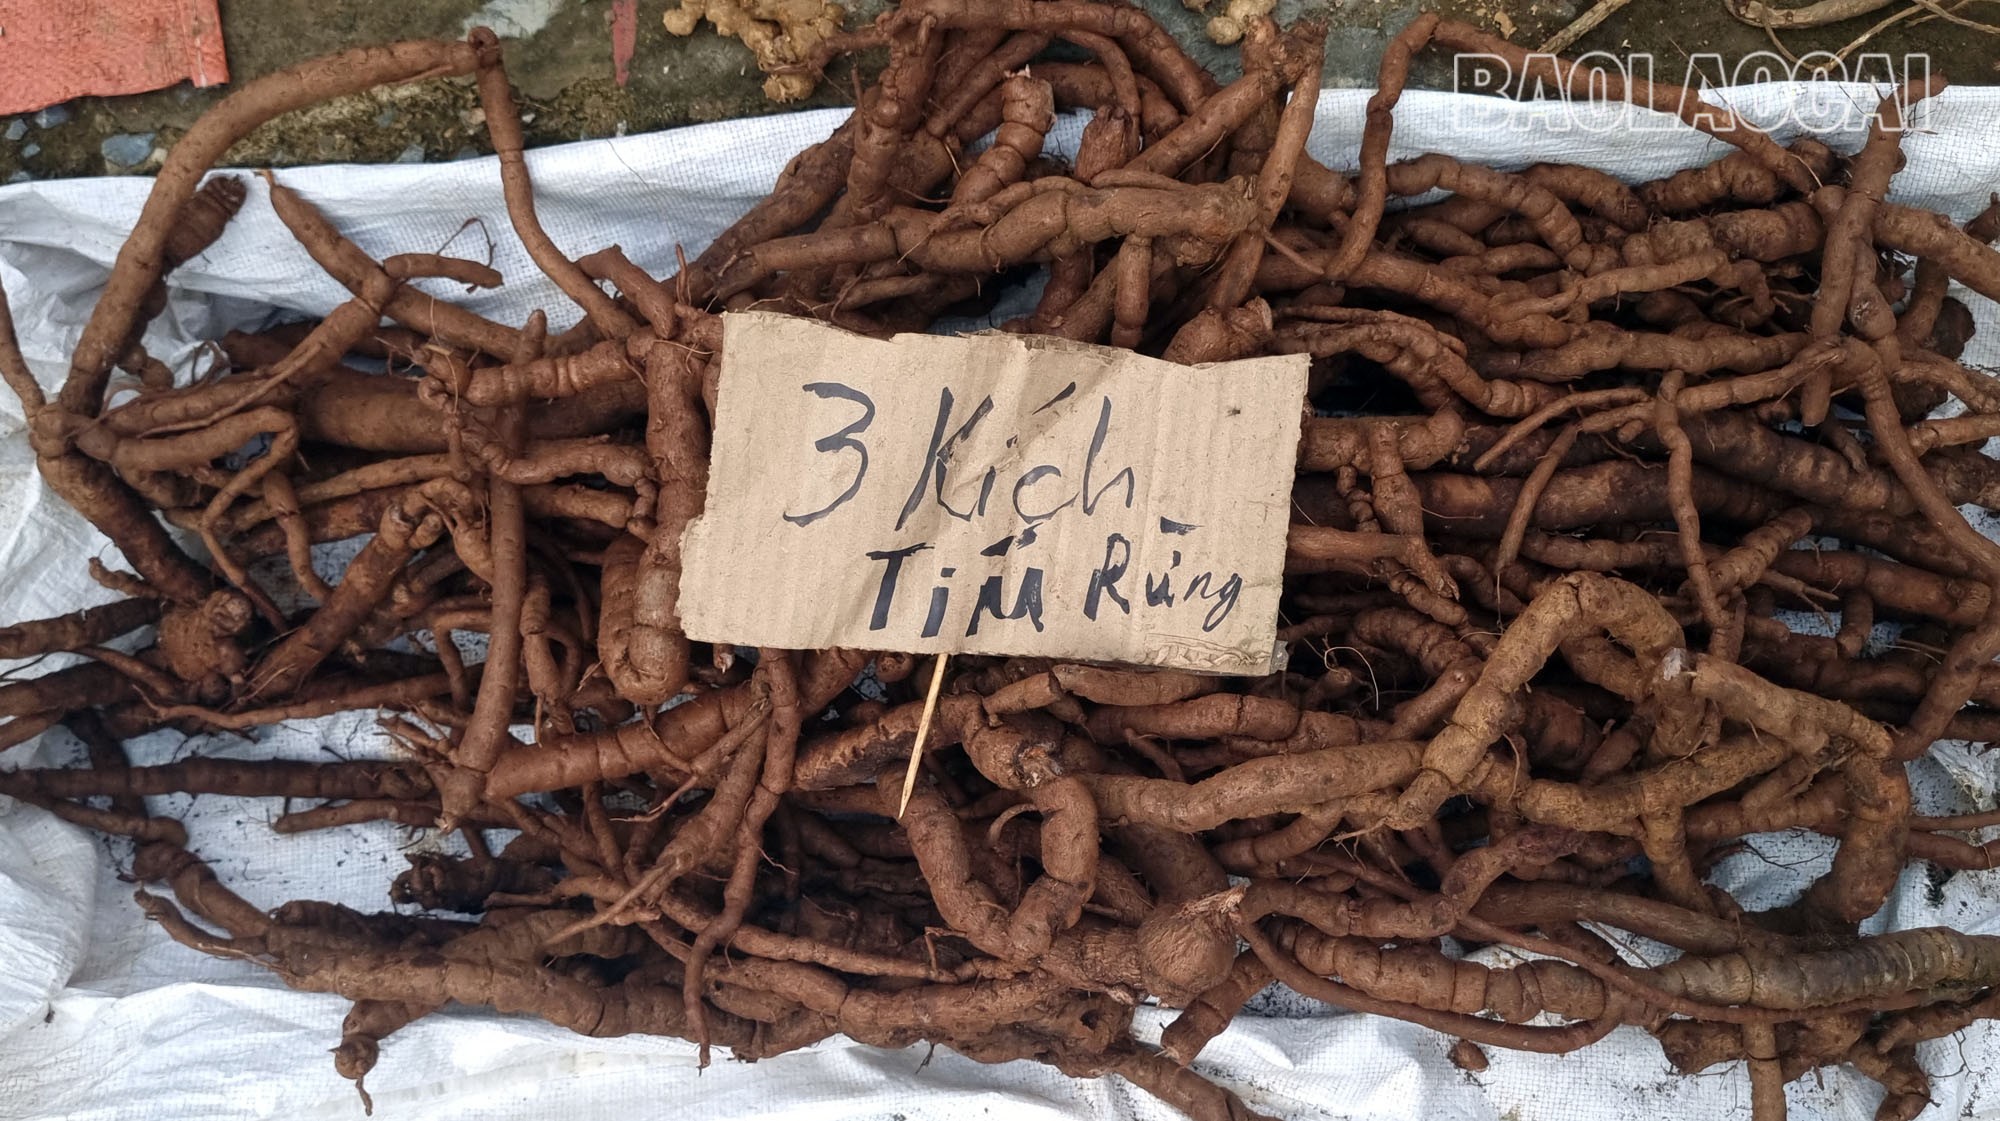 BAOLAOCAI
3 Kích
Tím Rừng